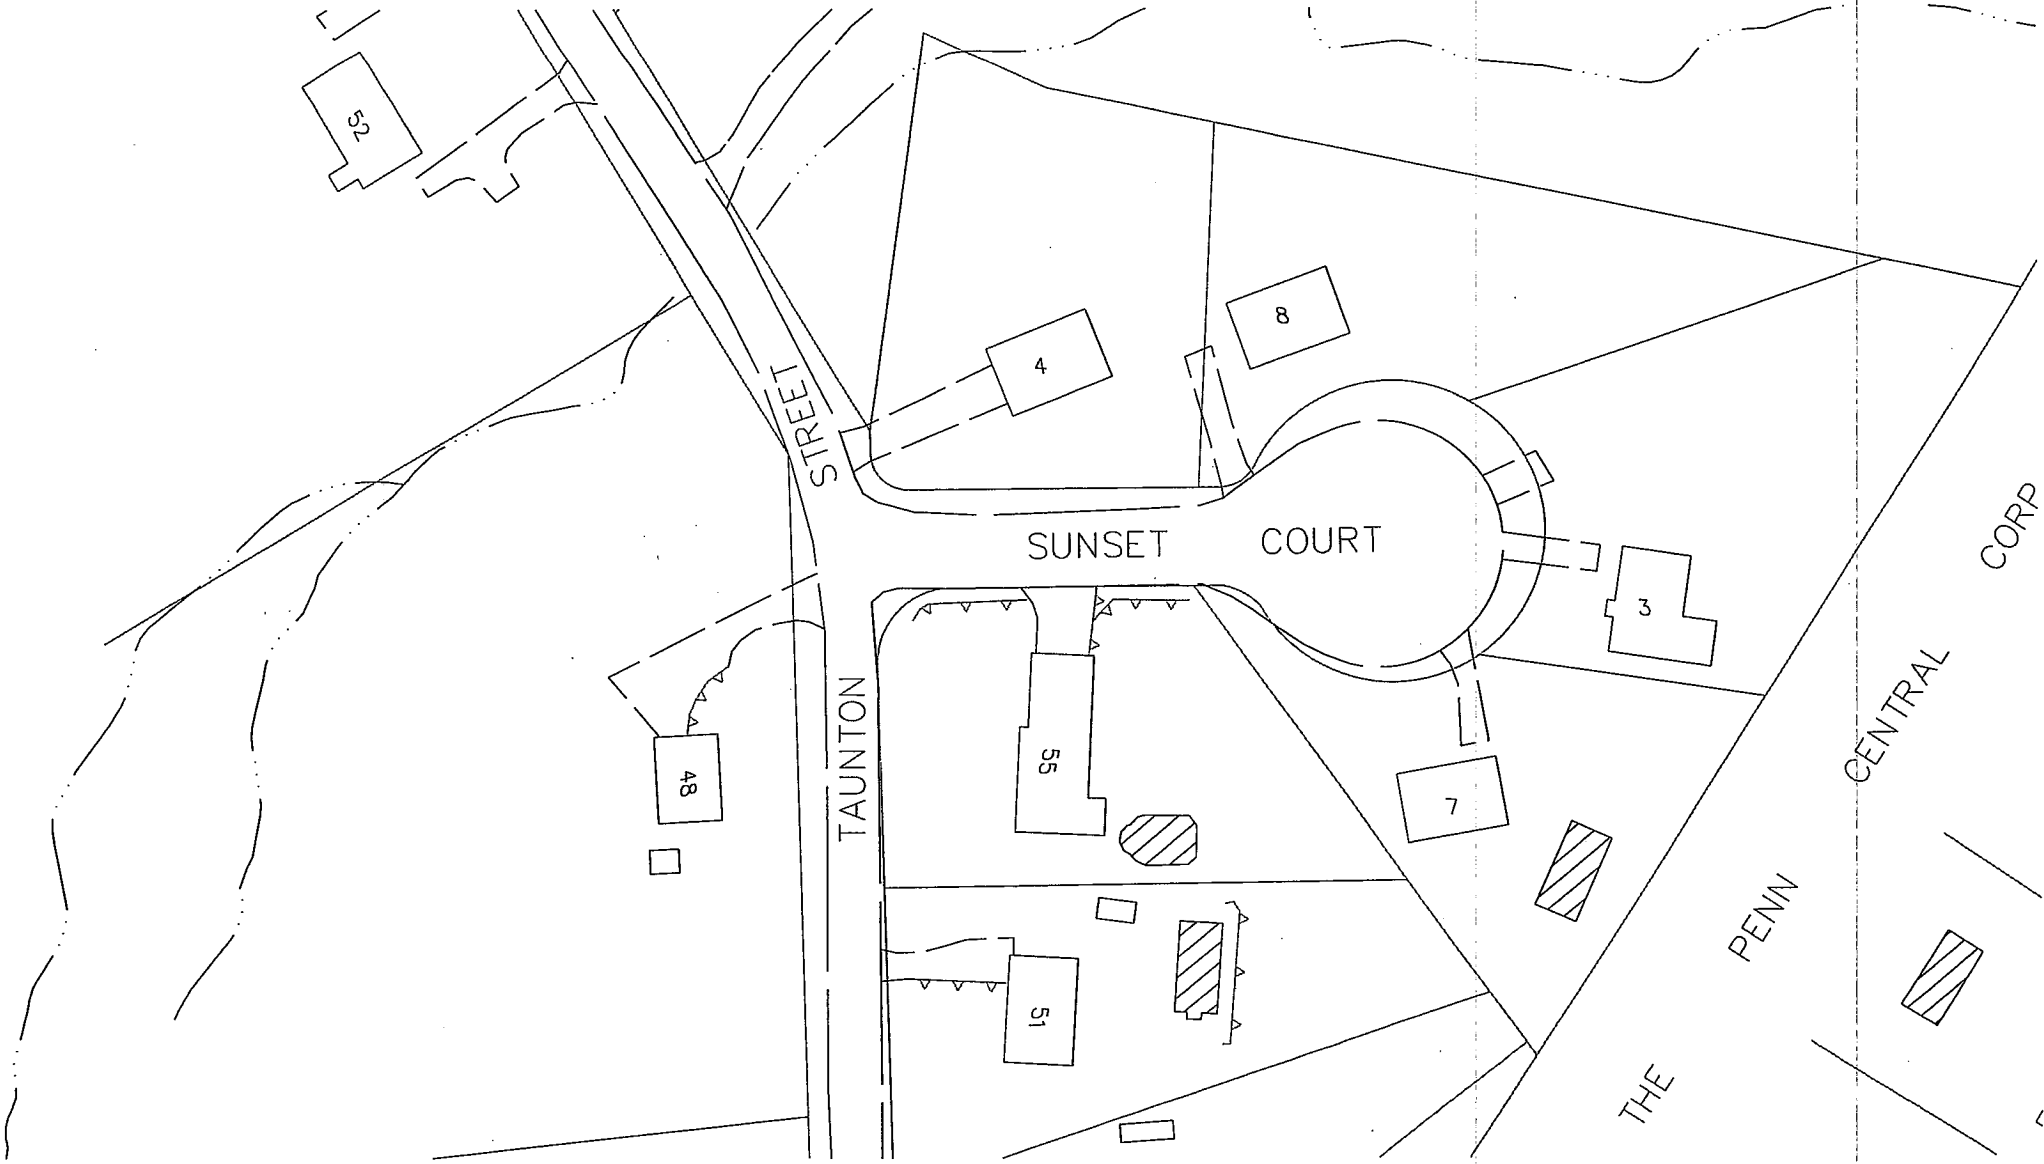 52
8
4
STREET
SUNSET COURT
3
TAUNTON
55
48
7
51
THE PENN CENTRAL CORP